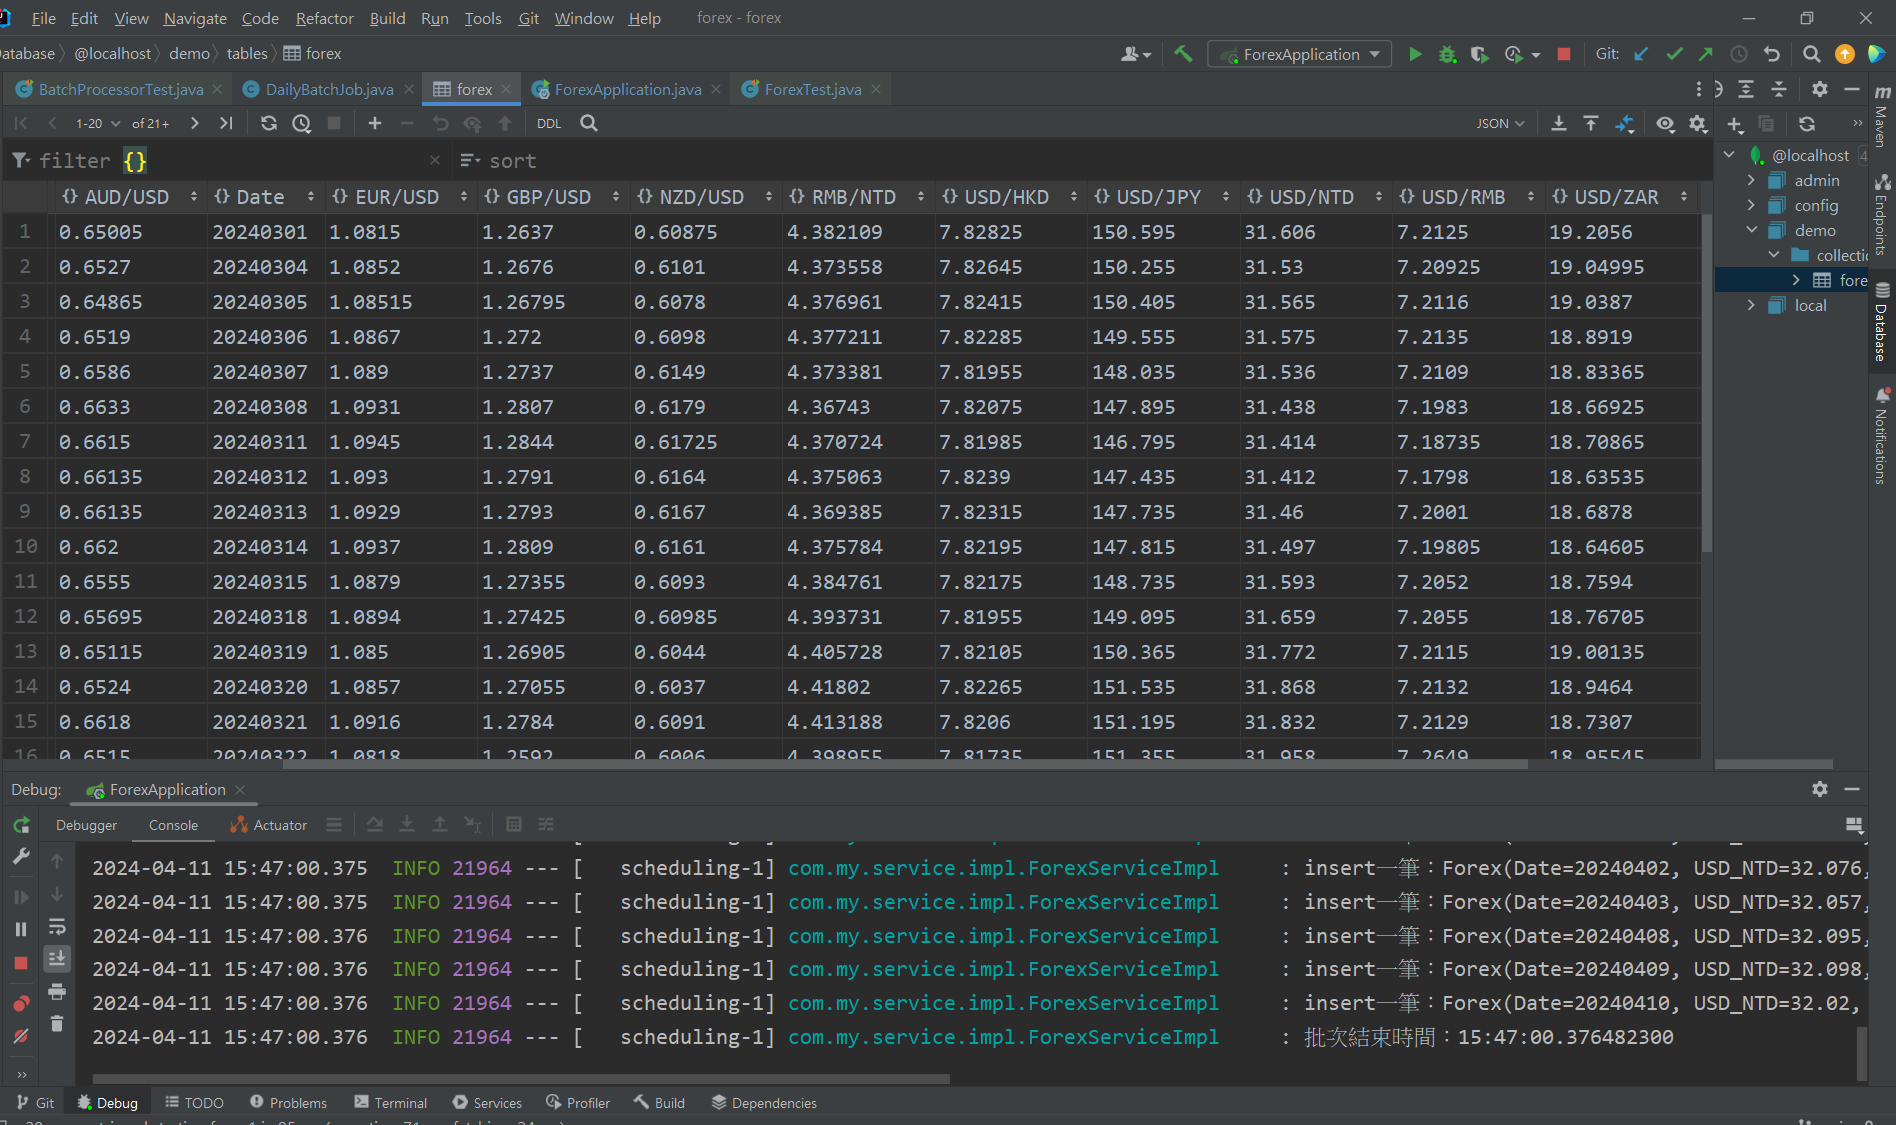 File Edit View Navigate Code Refactor Build Run Tools Git Window Help forex - forex
atabase @localhost demo tables forex ForexApplication Git:
BatchProcessorTest.java DailyBatchJob.java forex ForexApplication.java ForexTest.java
1-20 of 21+ DDL JSON
filter {} sort
AUD/USD Date EUR/USD GBP/USD NZD/USD RMB/NTD USD/HKD USD/JPY USD/NTD USD/RMB USD/ZAR
1 0.65005 20240301 1.0815 1.2637 0.60875 4.382109 7.82825 150.595 31.606 7.2125 19.2056
2 0.6527 20240304 1.0852 1.2676 0.6101 4.373558 7.82645 150.255 31.53 7.20925 19.04995
3 0.64865 20240305 1.08515 1.26795 0.6078 4.376961 7.82415 150.405 31.565 7.2116 19.0387
4 0.6519 20240306 1.0867 1.272 0.6098 4.377211 7.82285 149.555 31.575 7.2135 18.8919
5 0.6586 20240307 1.089 1.2737 0.6149 4.373381 7.81955 148.035 31.536 7.2109 18.83365
6 0.6633 20240308 1.0931 1.2807 0.6179 4.36743 7.82075 147.895 31.438 7.1983 18.66925
7 0.6615 20240311 1.0945 1.2844 0.61725 4.370724 7.81985 146.795 31.414 7.18735 18.70865
8 0.66135 20240312 1.093 1.2791 0.6164 4.375063 7.8239 147.435 31.412 7.1798 18.63535
9 0.66135 20240313 1.0929 1.2793 0.6167 4.369385 7.82315 147.735 31.46 7.2001 18.6878
10 0.662 20240314 1.0937 1.2809 0.6161 4.375784 7.82195 147.815 31.497 7.19805 18.64605
11 0.6555 20240315 1.0879 1.27355 0.6093 4.384761 7.82175 148.735 31.593 7.2052 18.7594
12 0.65695 20240318 1.0894 1.27425 0.60985 4.393731 7.81955 149.095 31.659 7.2055 18.76705
13 0.65115 20240319 1.085 1.26905 0.6044 4.405728 7.82105 150.365 31.772 7.2115 19.00135
14 0.6524 20240320 1.0857 1.27055 0.6037 4.41802 7.82265 151.535 31.868 7.2132 18.9464
15 0.6618 20240321 1.0916 1.2784 0.6091 4.413188 7.8206 151.195 31.832 7.2129 18.7307
16 0.6515 20240322 1.0818 1.2592 0.6006 4.398955 7.81735 151.355 31.958 7.2649 18.95545
@localhost 4
admin
config
demo
collectio
fore
local
Maven
Endpoints
Database
Notifications
Debug: ForexApplication
Debugger Console Actuator
2024-04-11 15:47:00.375 INFO 21964 --- [ scheduling-1] com.my.service.impl.ForexServiceImpl : insert一筆：Forex(Date=20240402, USD_NTD=32.076,
2024-04-11 15:47:00.375 INFO 21964 --- [ scheduling-1] com.my.service.impl.ForexServiceImpl : insert一筆：Forex(Date=20240403, USD_NTD=32.057,
2024-04-11 15:47:00.376 INFO 21964 --- [ scheduling-1] com.my.service.impl.ForexServiceImpl : insert一筆：Forex(Date=20240408, USD_NTD=32.095,
2024-04-11 15:47:00.376 INFO 21964 --- [ scheduling-1] com.my.service.impl.ForexServiceImpl : insert一筆：Forex(Date=20240409, USD_NTD=32.098,
2024-04-11 15:47:00.376 INFO 21964 --- [ scheduling-1] com.my.service.impl.ForexServiceImpl : insert一筆：Forex(Date=20240410, USD_NTD=32.02,
2024-04-11 15:47:00.376 INFO 21964 --- [ scheduling-1] com.my.service.impl.ForexServiceImpl : 批次結束時間：15:47:00.376482300
Git Debug TODO Problems Terminal Services Profiler Build Dependencies